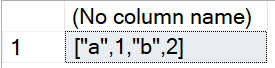 (No column name)
1 ["a",1,"b",2]